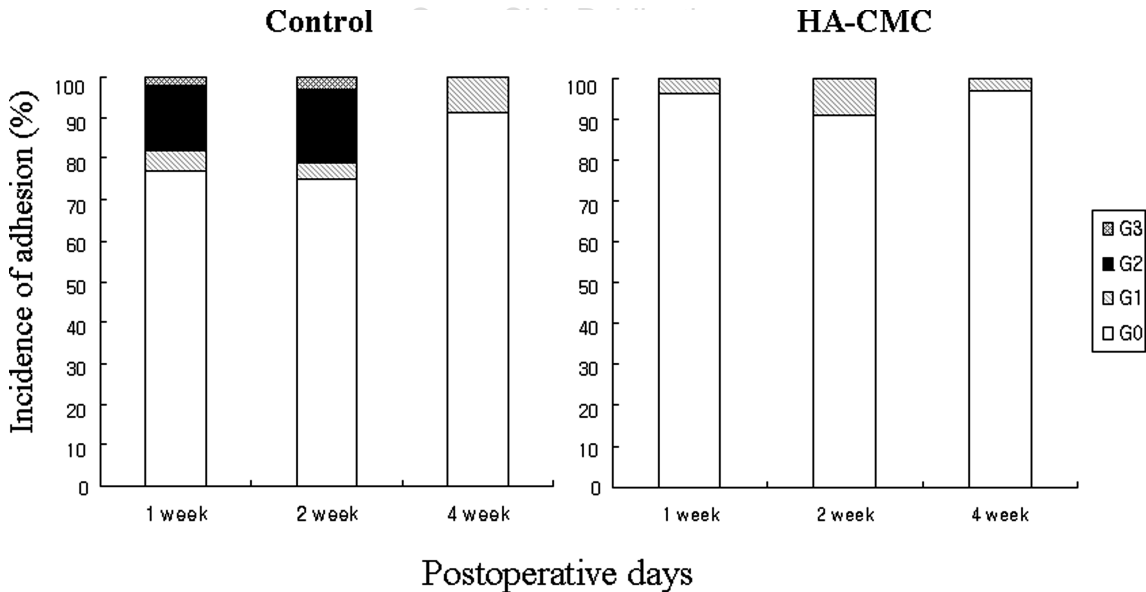 Control
HA-CMC
Incidence of adhesion (%)
100
90
80
70
60
50
40
30
20
10
0
1 week
2 week
4 week
100
90
80
70
60
50
40
30
20
10
0
1 week
2 week
4 week
G3
G2
G1
G0
Postoperative days